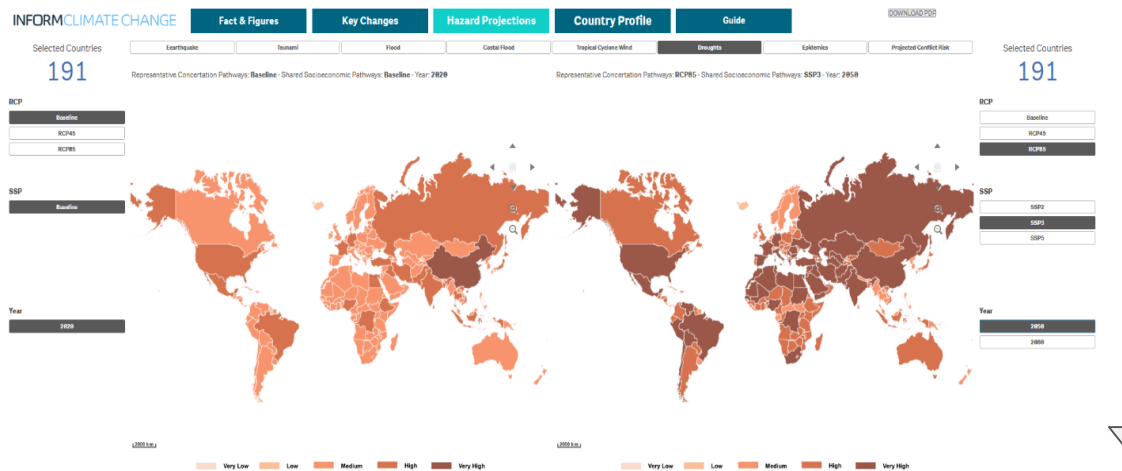 INFORM CLIMATE CHANGE
Fact & Figures
Key Changes
Hazard Projections
Country Profile
Guide
DOWNLOAD PDF
Selected Countries
191
Earthquake
Tsunami
Flood
Costal Flood
Tropical Cyclone Wind
Droughts
Epidemics
Projected Conflict Risk
Selected Countries
191
Representative Concertation Pathways: Baseline - Shared Socioeconomic Pathways: Baseline - Year: 2020
Representative Concertation Pathways: RCP85 - Shared Socioeconomic Pathways: SSP3 - Year: 2050
RCP
Baseline
RCP45
RCP85
SSP
Baseline
Year
2020
RCP
Baseline
RCP45
RCP85
SSP
SSP2
SSP3
SSP5
Year
2050
2080
2000 km
2000 km
Very Low
Low
Medium
High
Very High
Very Low
Low
Medium
High
Very High